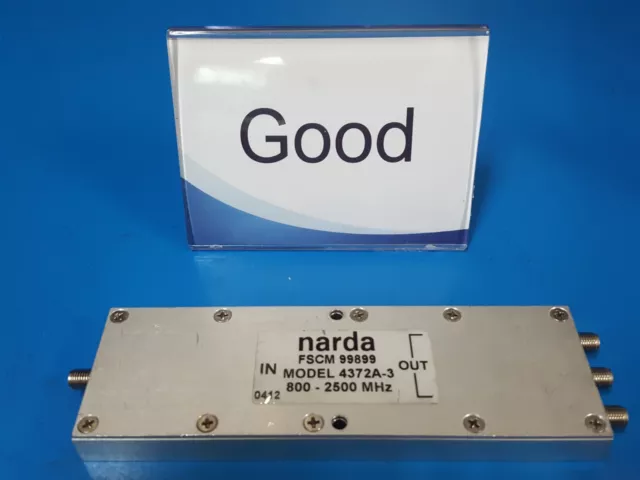 Good
narda
FSCM 99899
IN MODEL 4372A-3 OUT
800 - 2500 MHz
0412